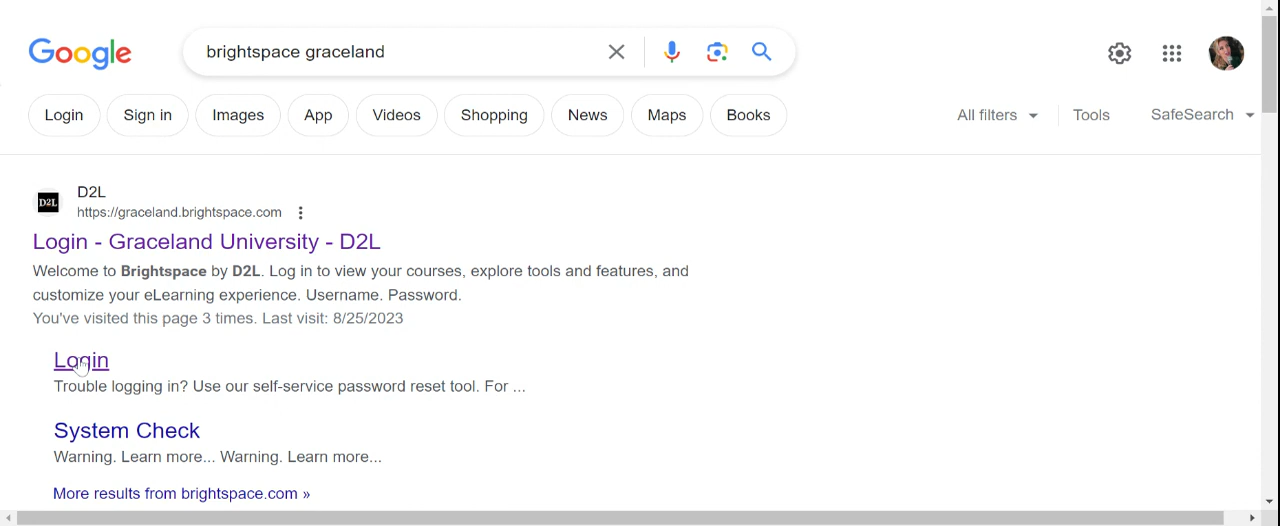 Google
brightspace graceland
Login
Sign in
Images
App
Videos
Shopping
News
Maps
Books
All filters
Tools
SafeSearch
D2L
D2L
https://graceland.brightspace.com
Login - Graceland University - D2L
Welcome to Brightspace by D2L. Log in to view your courses, explore tools and features, and
customize your eLearning experience. Username. Password.
You've visited this page 3 times. Last visit: 8/25/2023
Login
Trouble logging in? Use our self-service password reset tool. For ...
System Check
Warning. Learn more... Warning. Learn more...
More results from brightspace.com »